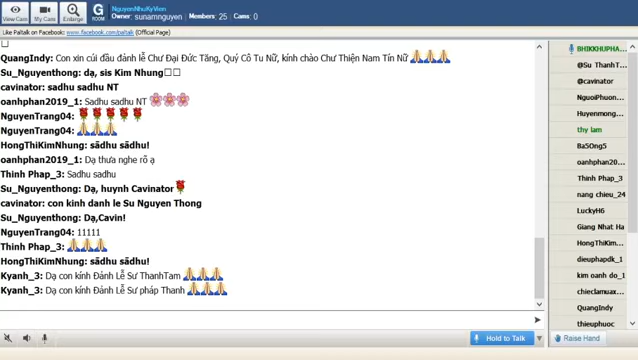 View Cam
My Cam
Enlarge
G
ROOM
NguyenNhuKyVien
Owner: sunamnguyen | Members: 25
Cams: 0
Like Paltalk on www.facebook.com/paltalk (Official Page)
QuangIndy: Con xin cúi đầu đảnh lễ Chư Đại Đức Tăng, Quý Cô Tu Nữ, kính chào Chư Thiện Nam Tín Nữ
Su_Nguyenthong: dạ, sis Kim Nhung
cavinator: sadhu sadhu NT
oanhphan2019_1: Sadhu sadhu NT
NguyenTrang04:
NguyenTrang04:
HongThiKimNhung: sādhu sādhu!
oanhphan2019_1: Dạ thưa nghe rõ ạ
Thinh Phap_3: Sadhu sadhu
Su_Nguyenthong: Dạ, huynh Cavinator
cavinator: con kinh danh le Su Nguyen Thong
Su_Nguyenthong: Dạ,Cavin!
NguyenTrang04: 11111
Thinh Phap_3:
HongThiKimNhung: sādhu sādhu!
Kyanh_3: Dạ con kính Đảnh Lễ Sư ThanhTam
Kyanh_3: Dạ con kính Đảnh Lễ Sư pháp Thanh
Hold to Talk
BHIKKHUPHA...
@Su ThanhT...
@cavinator
NguoiPhuon...
Huyenmong...
thy lam
Ba5Ong5
oanhphan20...
Thinh Phap_3
nang chieu_24
LuckyH6
Giang Nhat Ha
HongThiKim...
dieuphapdk_1
kim oanh do_1
chieclamuax...
QuangIndy
thieuphuoc
Raise Hand